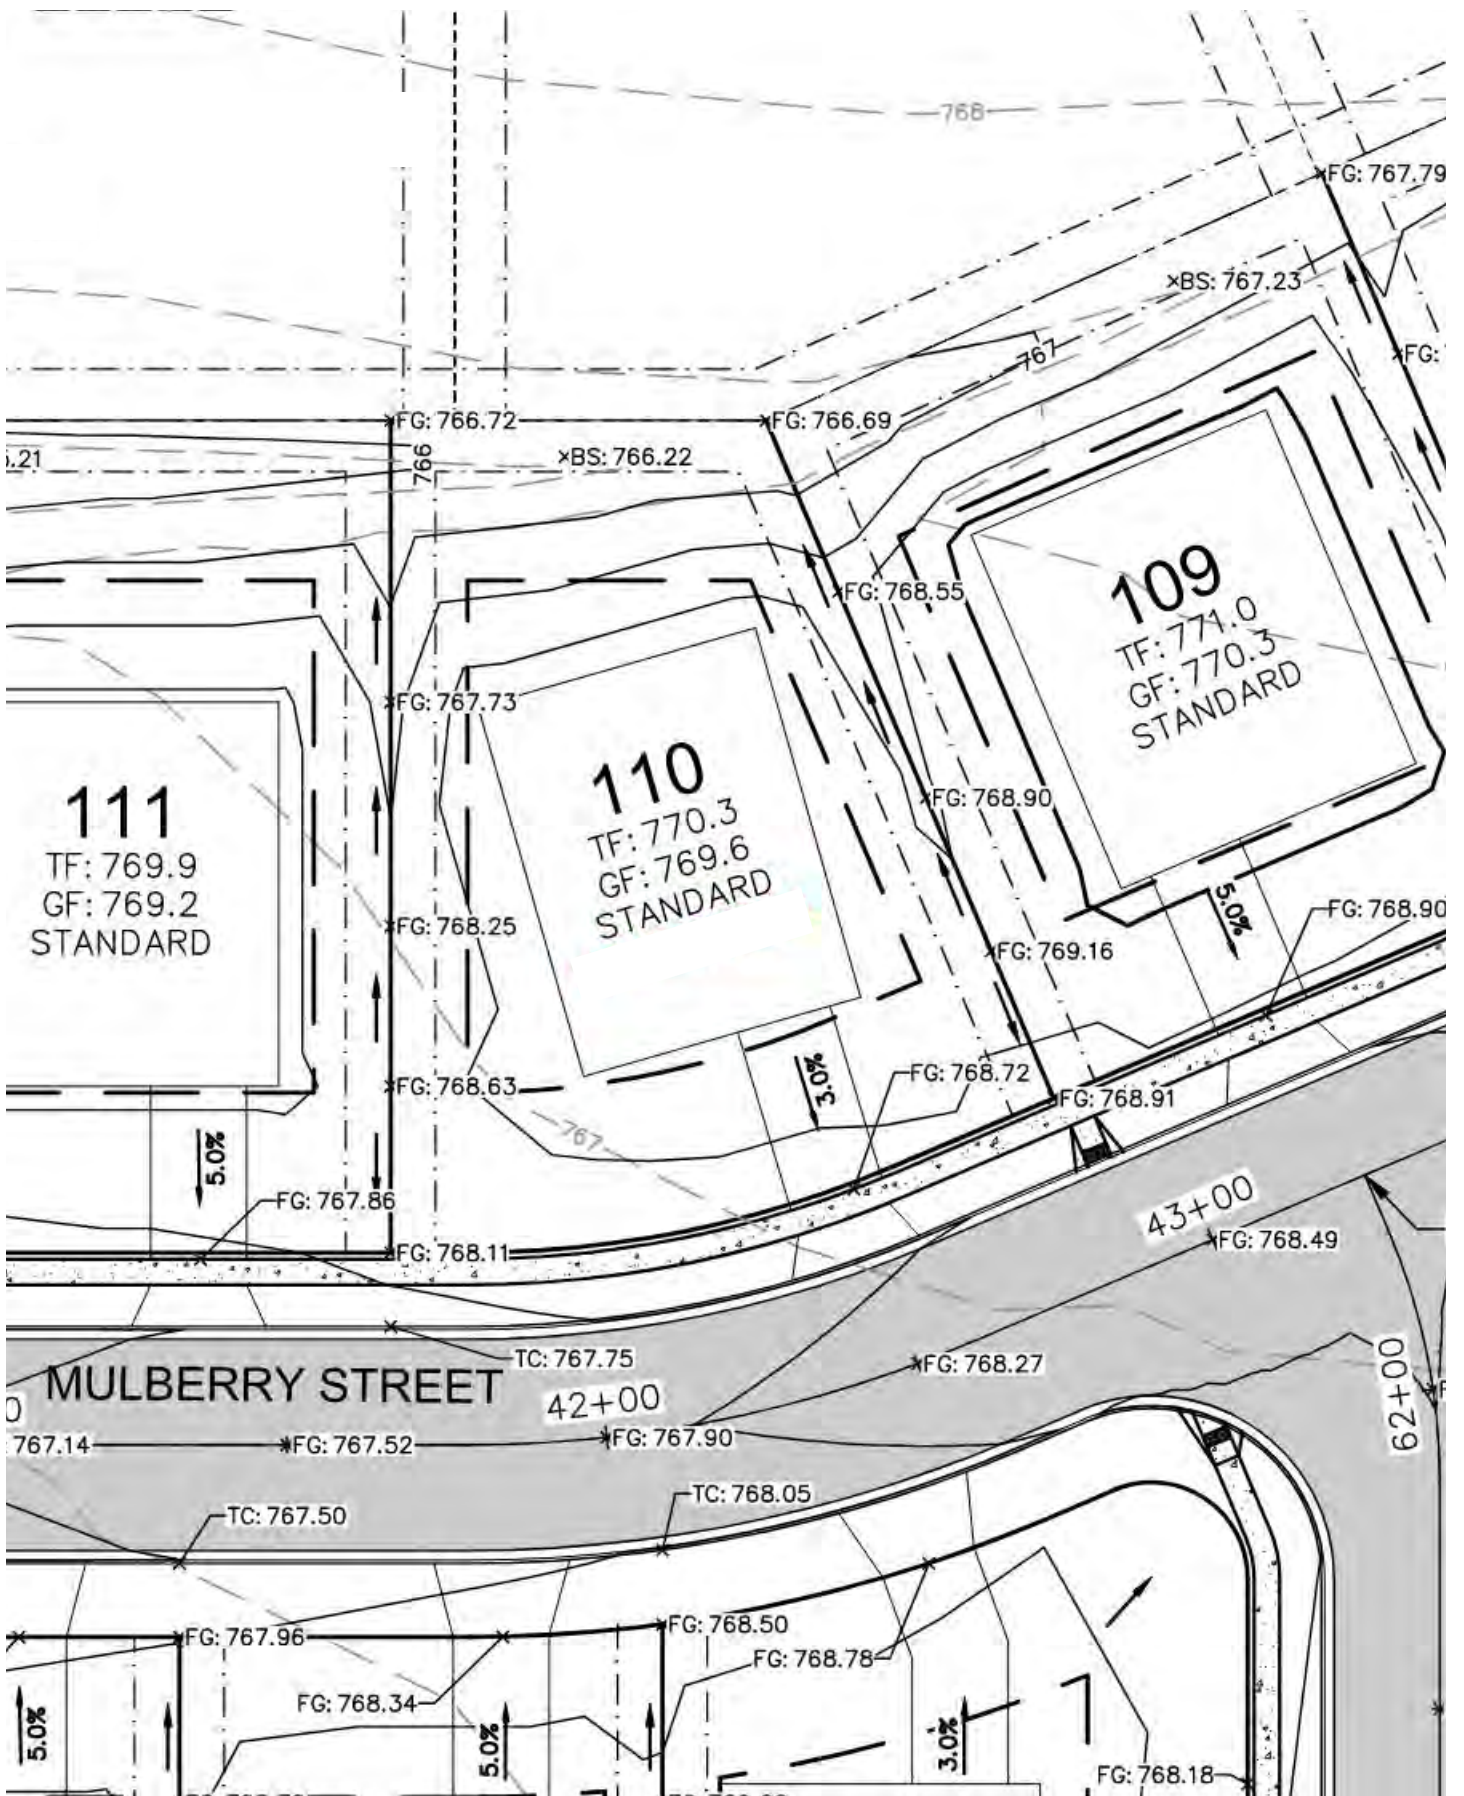 768
FG: 767.79
×BS: 767.23
FG:
767
FG: 766.72
FG: 766.69
.21
766
×BS: 766.22
109
TF: 771.0
GF: 770.3
STANDARD
FG: 768.55
FG: 767.73
110
TF: 770.3
GF: 769.6
STANDARD
111
TF: 769.9
GF: 769.2
STANDARD
FG: 768.90
5.0%
FG: 768.90
FG: 768.25
FG: 769.16
FG: 768.72
3.0%
FG: 768.63
FG: 768.91
767
5.0%
FG: 767.86
43+00
FG: 768.49
FG: 768.11
TC: 767.75
FG: 768.27
MULBERRY STREET
42+00
62+00
0
767.14
FG: 767.52
FG: 767.90
TC: 768.05
TC: 767.50
FG: 767.96
FG: 768.50
FG: 768.78
FG: 768.34
5.0%
5.0%
3.0%
FG: 768.18